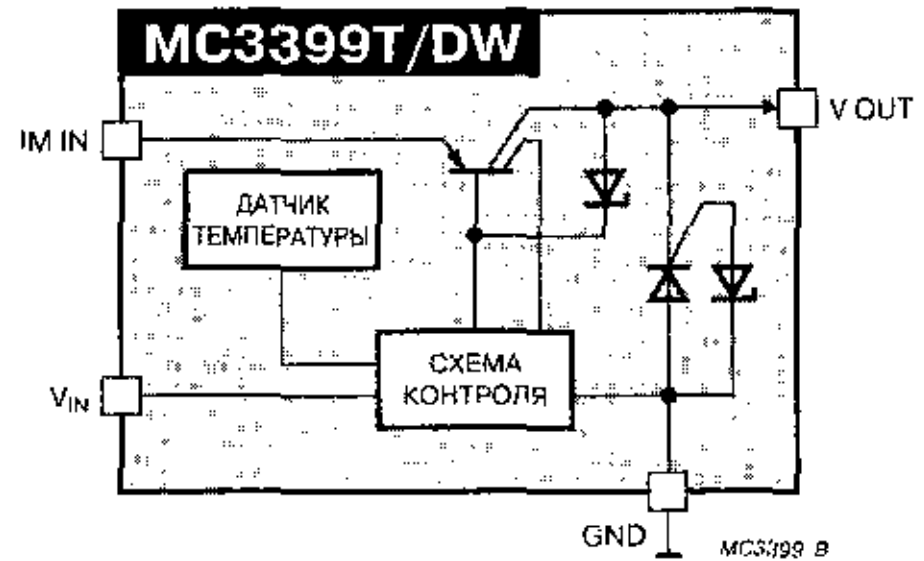 MC3399T/DW
IM IN
V OUT
ДАТЧИК
ТЕМПЕРАТУРЫ
СХЕМА
КОНТРОЛЯ
VIN
GND
MC3399 B